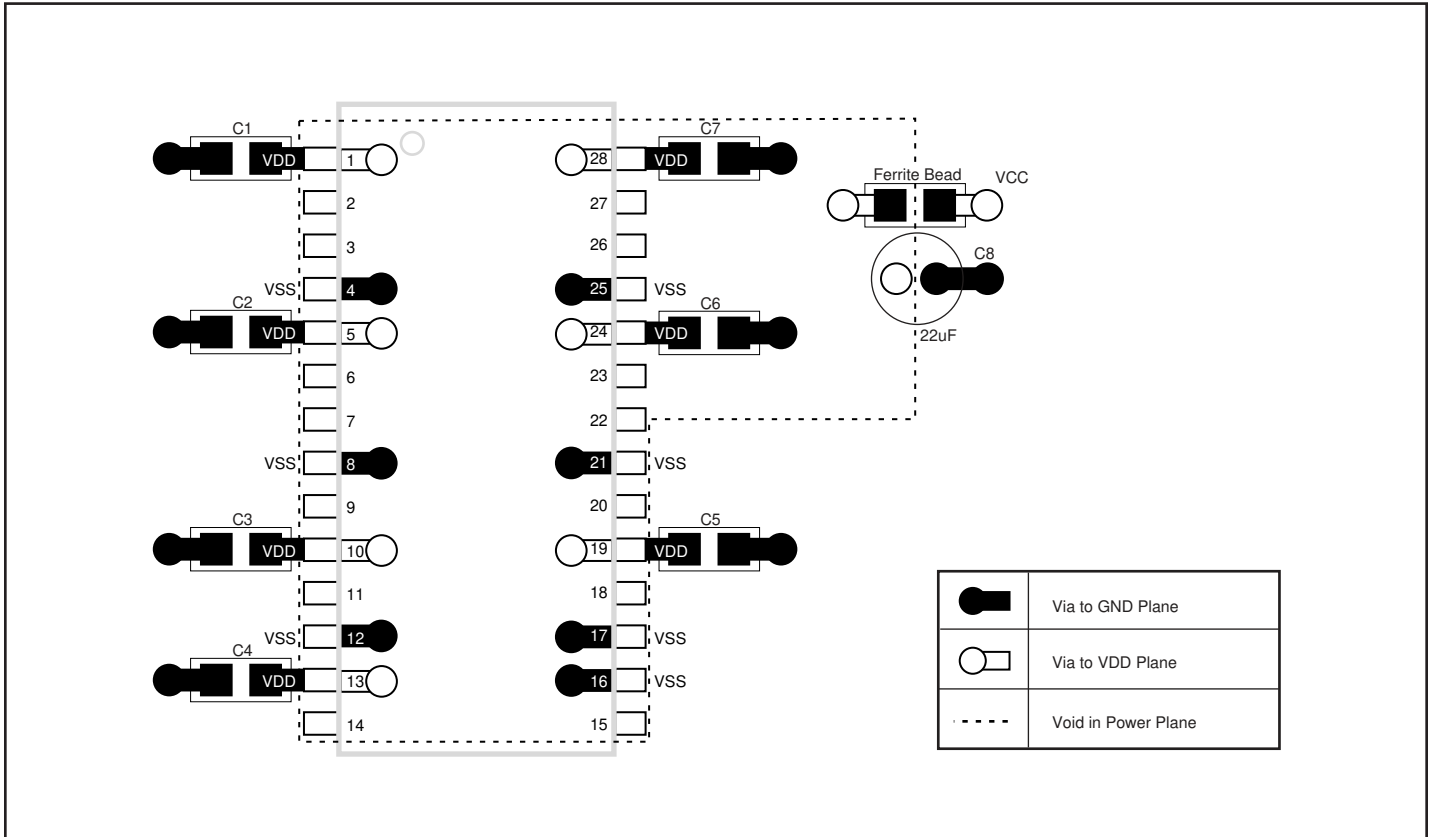 C1
C7
VDD
1
28
VDD
Ferrite Bead
VCC
2
27
3
26
C8
VSS
4
25
VSS
C2
C6
VDD
5
24
VDD
22uF
6
23
7
22
VSS
8
21
VSS
9
20
C3
C5
VDD
10
19
VDD
11
18
VSS
12
17
VSS
C4
VDD
13
16
VSS
14
15
Via to GND Plane
Via to VDD Plane
Void in Power Plane